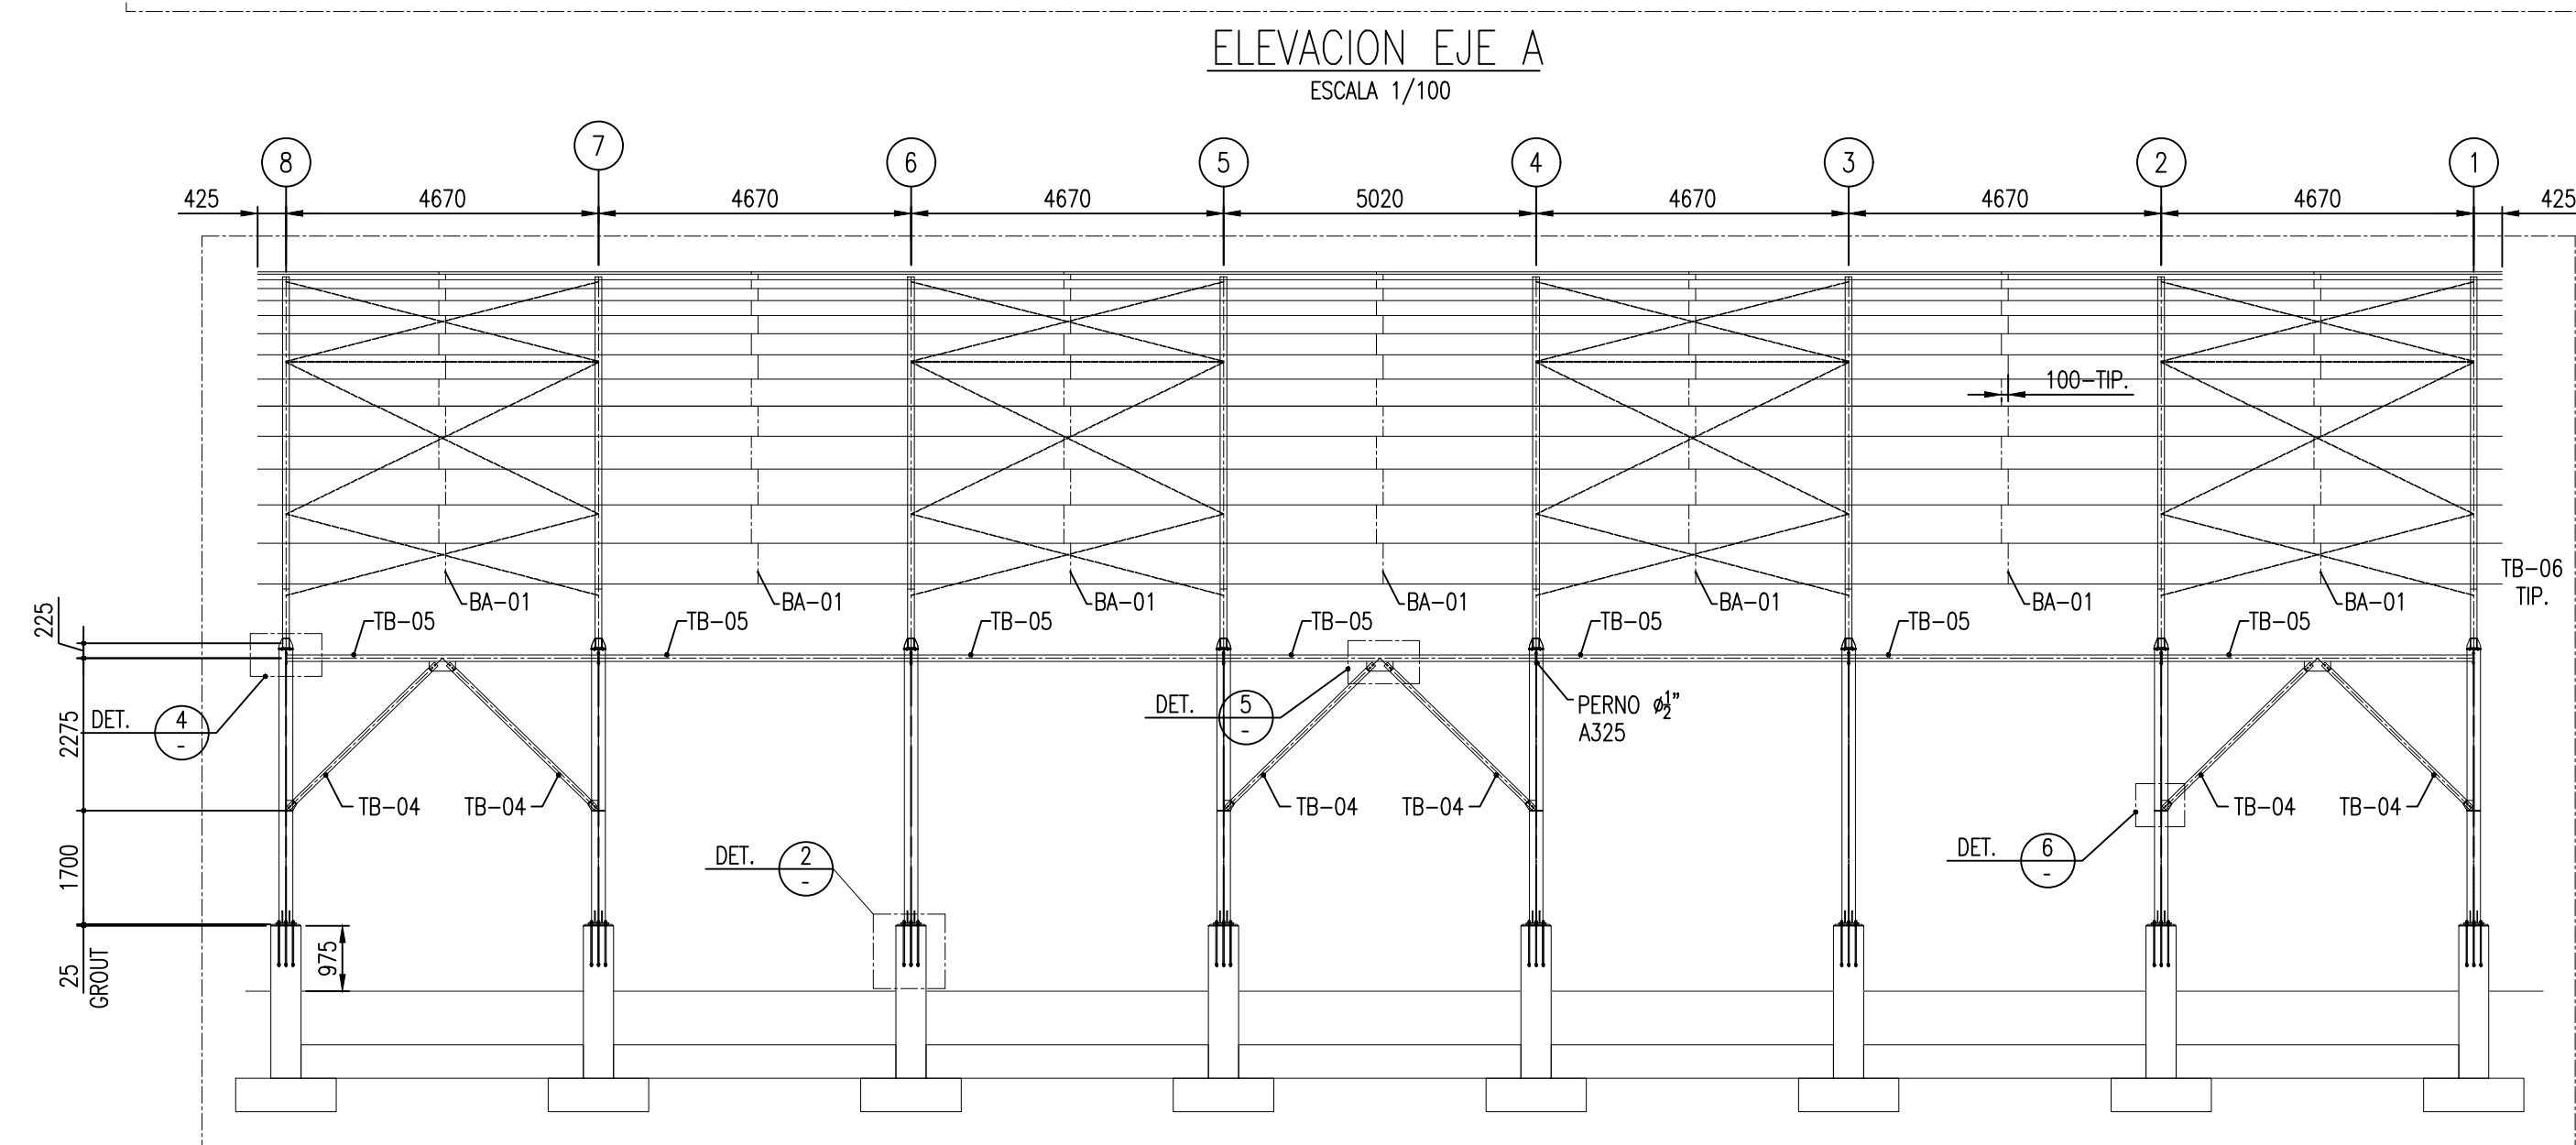 ELEVACION EJE A
ESCALA 1/100
8 7 6 5 4 3 2 1
425 4670 4670 4670 5020 4670 4670 4670 425
100-TIP.
TB-06
TIP.
BA-01 BA-01 BA-01 BA-01 BA-01 BA-01 BA-01
TB-05 TB-05 TB-05 TB-05 TB-05 TB-05 TB-05
225
DET. 4
-
DET. 5
-
PERNO ø1/2"
A325
2275
TB-04 TB-04 TB-04 TB-04 TB-04 TB-04
DET. 2
-
DET. 6
-
1700
975
25
GROUT